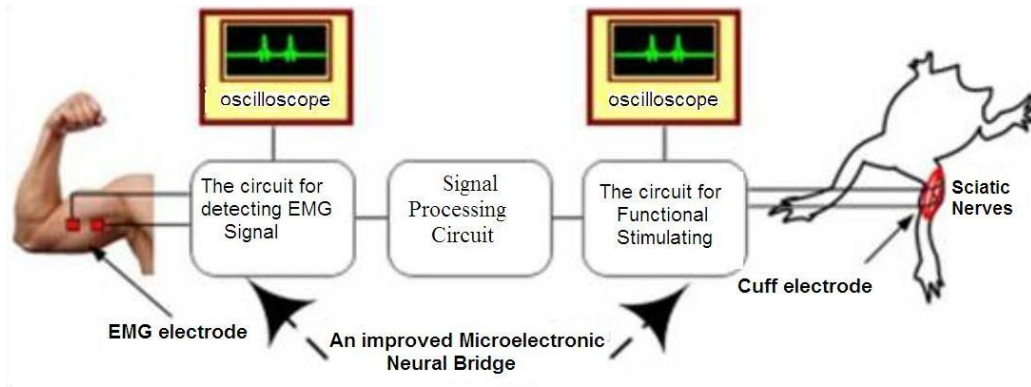 oscilloscope
oscilloscope
The circuit for
detecting EMG
Signal
Signal
Processing
Circuit
The circuit for
Functional
Stimulating
Sciatic
Nerves
Cuff electrode
EMG electrode
An improved Microelectronic
Neural Bridge